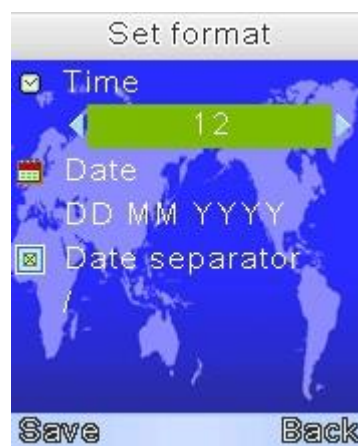 Set format
Time
12
Date
DD MM YYYY
Date separator
/
Save Back